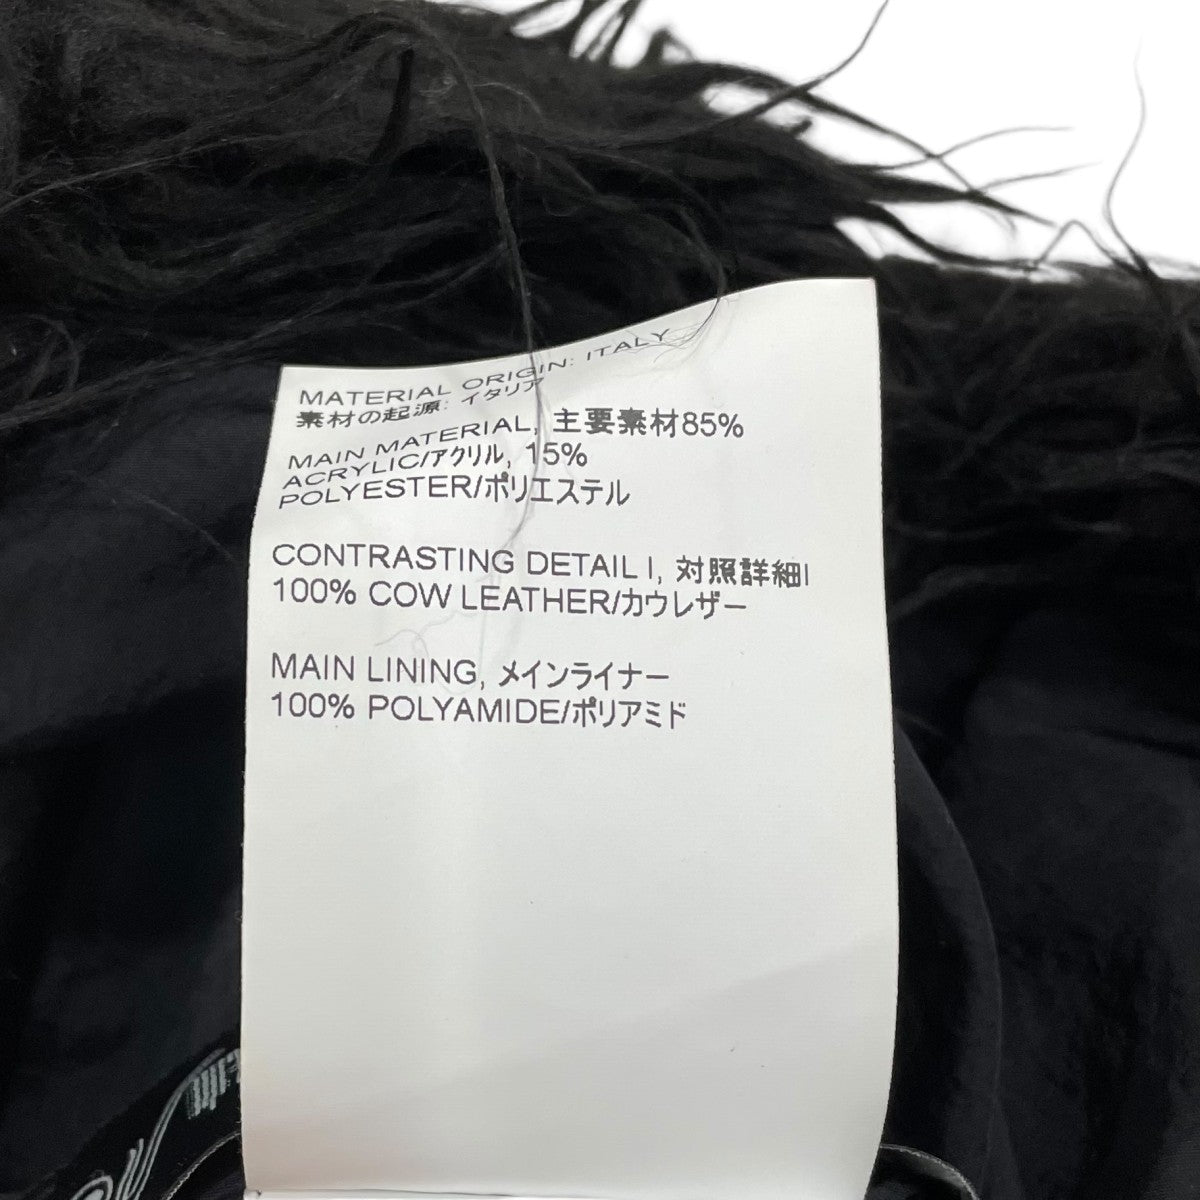 MATERIAL ORIGIN: ITALY
素材の起源: イタリア
MAIN MATERIAL, 主要素材85%
ACRYLIC/アクリル, 15%
POLYESTER/ポリエステル
CONTRASTING DETAIL I, 対照詳細I
100% COW LEATHER/カウレザー
MAIN LINING, メインライナー
100% POLYAMIDE/ポリアミド